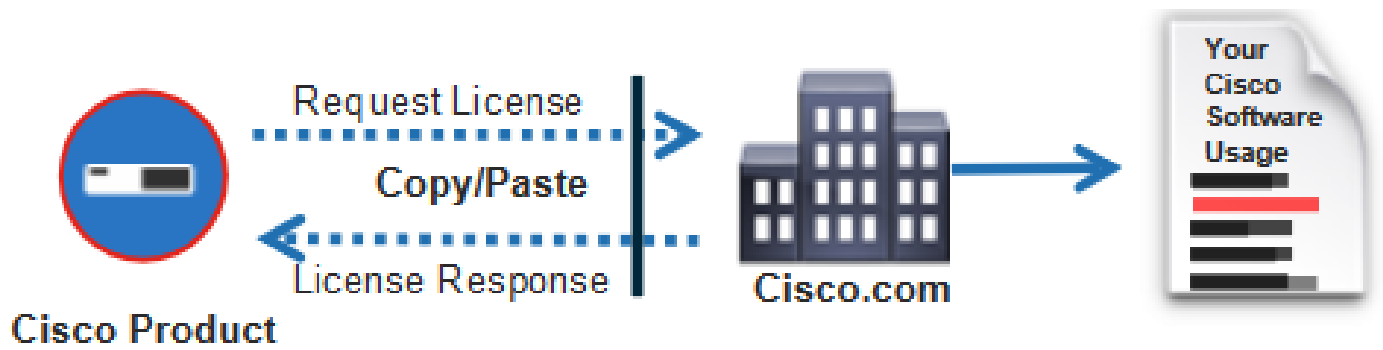 Request License
Copy/Paste
License Response
Cisco Product
Cisco.com
Your
Cisco
Software
Usage